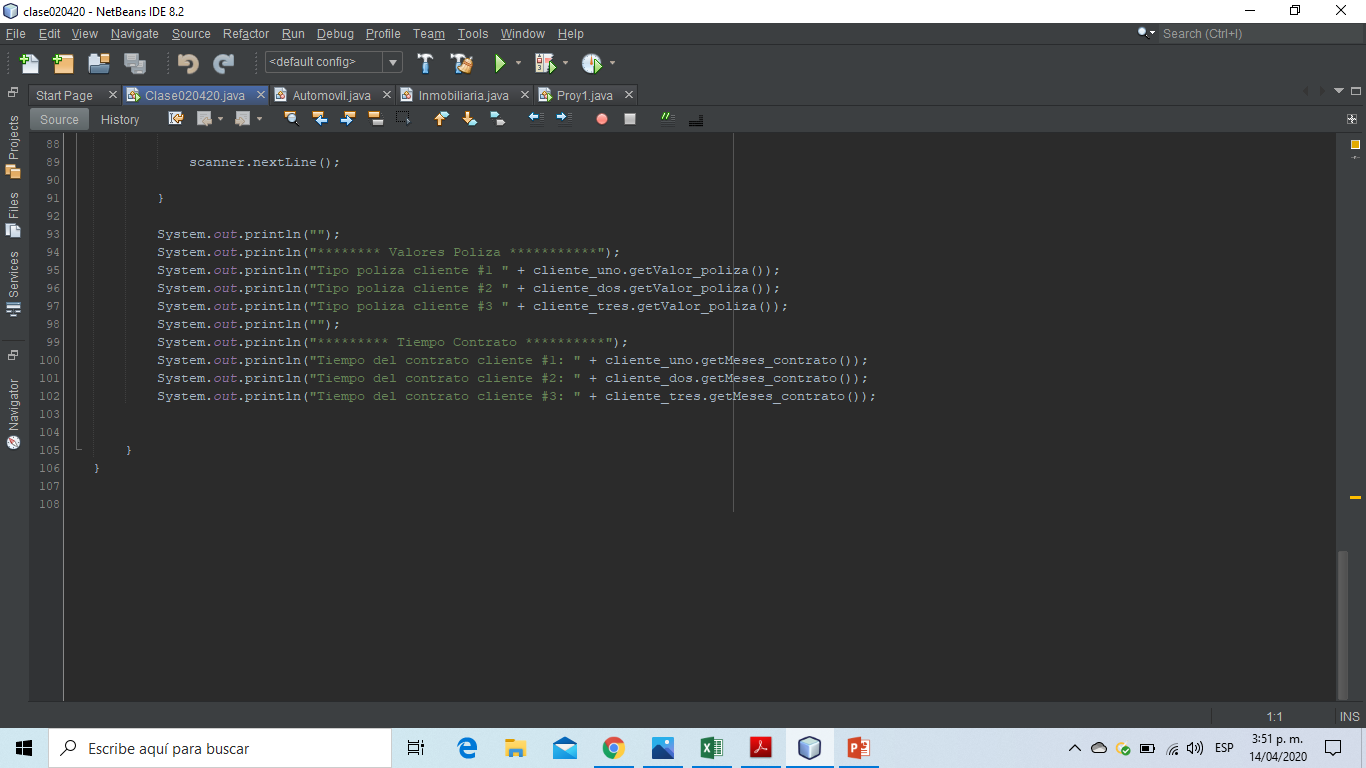 clase020420 - NetBeans IDE 8.2
File Edit View Navigate Source Refactor Run Debug Profile Team Tools Window Help
Search (Ctrl+I)
<default config>
Start Page Clase020420.java Automovil.java Inmobiliaria.java Proy1.java
Source History
Projects
Files
Services
Navigator
88
89 scanner.nextLine();
90
91 }
92
93 System.out.println("");
94 System.out.println("******** Valores Poliza ***********");
95 System.out.println("Tipo poliza cliente #1 " + cliente_uno.getValor_poliza());
96 System.out.println("Tipo poliza cliente #2 " + cliente_dos.getValor_poliza());
97 System.out.println("Tipo poliza cliente #3 " + cliente_tres.getValor_poliza());
98 System.out.println("");
99 System.out.println("********* Tiempo Contrato **********");
100 System.out.println("Tiempo del contrato cliente #1: " + cliente_uno.getMeses_contrato());
101 System.out.println("Tiempo del contrato cliente #2: " + cliente_dos.getMeses_contrato());
102 System.out.println("Tiempo del contrato cliente #3: " + cliente_tres.getMeses_contrato());
103
104
105 }
106 }
107
108
1:1 INS
Escribe aquí para buscar
ESP
3:51 p. m.
14/04/2020